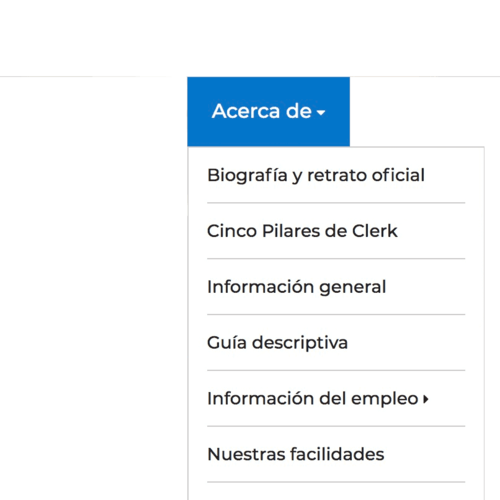 Acerca de
Biografía y retrato oficial
Cinco Pilares de Clerk
Información general
Guía descriptiva
Información del empleo
Nuestras facilidades